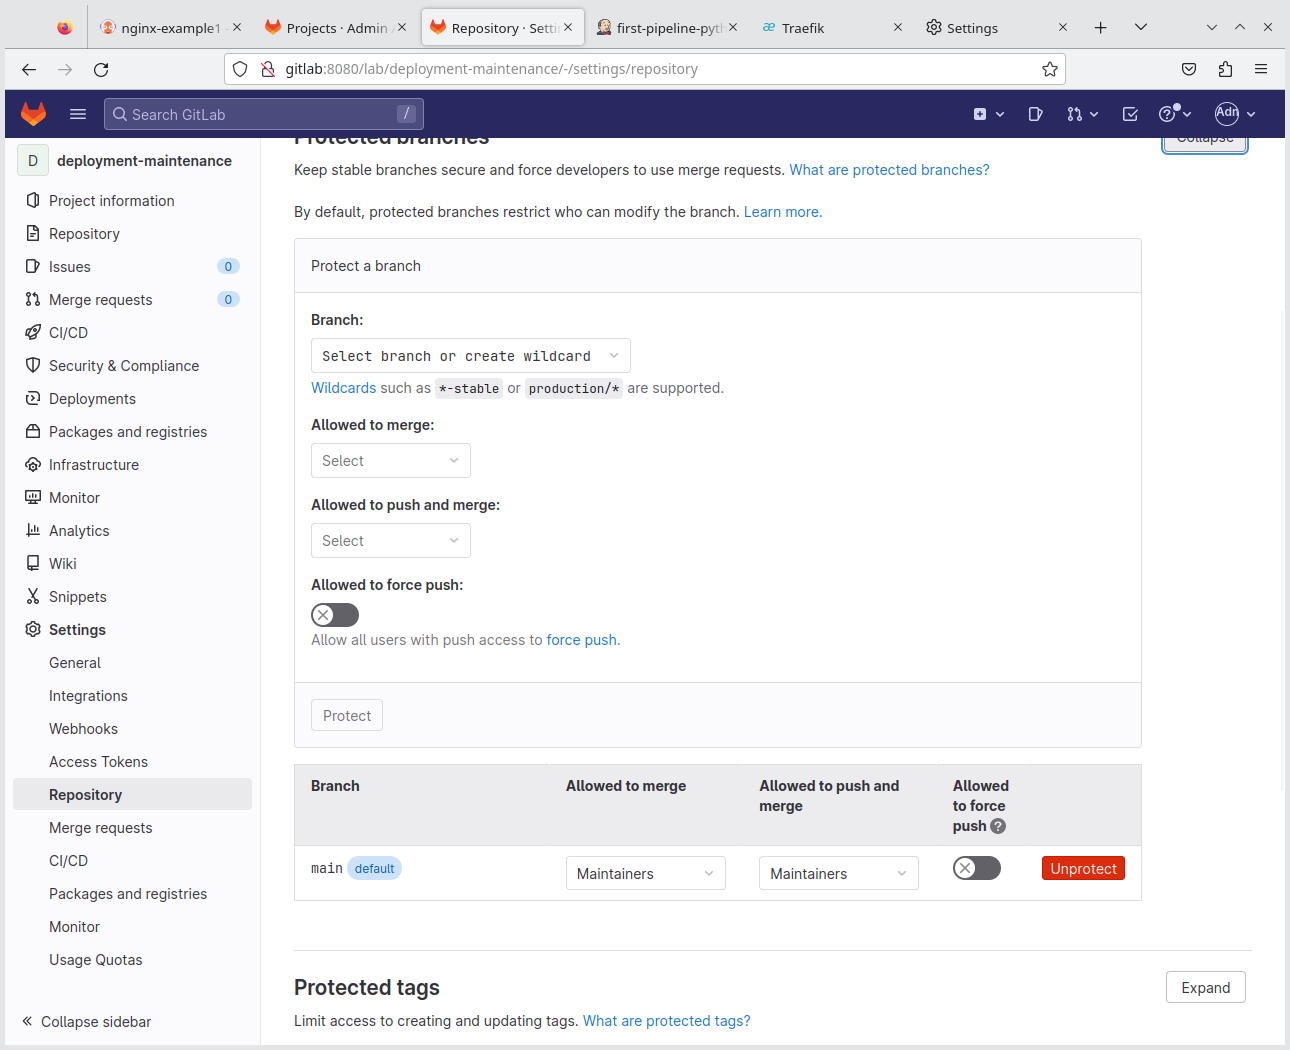 nginx-example1
Projects · Admin
Repository · Setti
first-pipeline-pyth
Traefik
Settings
gitlab:8080/lab/deployment-maintenance/-/settings/repository
Search GitLab
/
Adn
D
deployment-maintenance
Project information
Repository
Issues
0
Merge requests
0
CI/CD
Security & Compliance
Deployments
Packages and registries
Infrastructure
Monitor
Analytics
Wiki
Snippets
Settings
General
Integrations
Webhooks
Access Tokens
Repository
Merge requests
CI/CD
Packages and registries
Monitor
Usage Quotas
Collapse sidebar
Protected branches
Collapse
Keep stable branches secure and force developers to use merge requests. What are protected branches?
By default, protected branches restrict who can modify the branch. Learn more.
Protect a branch
Branch:
Select branch or create wildcard
Wildcards such as *-stable or production/* are supported.
Allowed to merge:
Select
Allowed to push and merge:
Select
Allowed to force push:
Allow all users with push access to force push.
Protect
Branch
Allowed to merge
Allowed to push and
merge
Allowed
to force
push ?
main default
Maintainers
Maintainers
Unprotect
Protected tags
Expand
Limit access to creating and updating tags. What are protected tags?